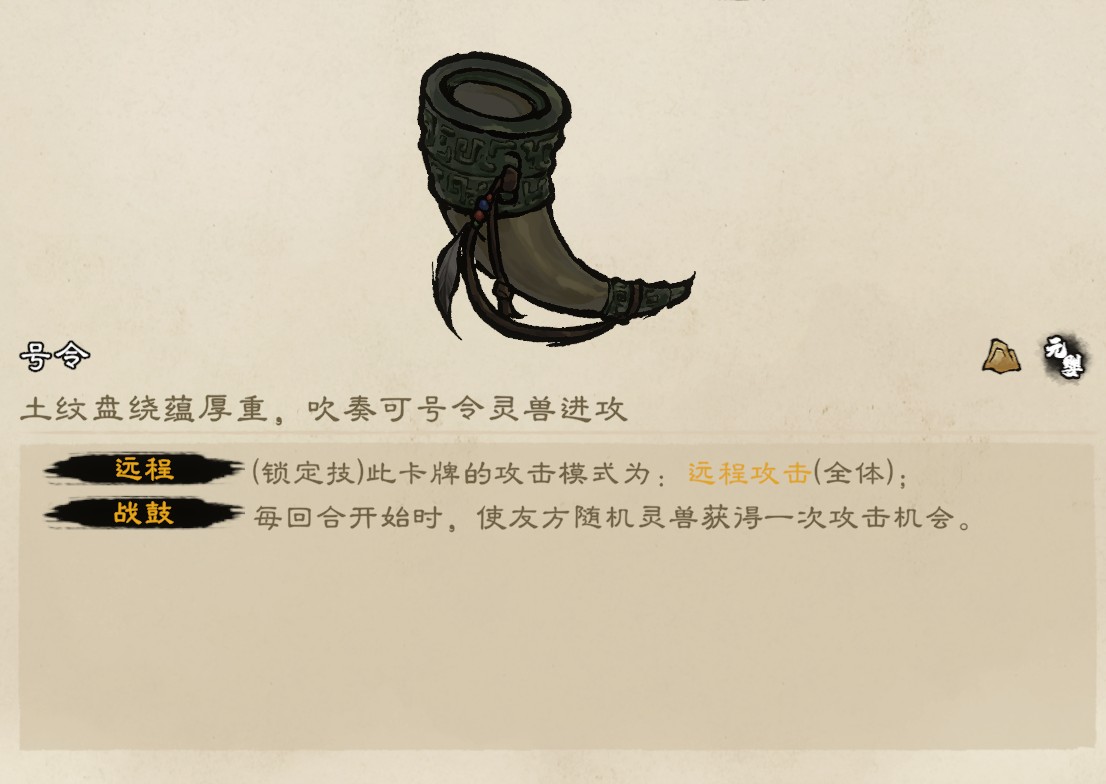 号令
元婴
土纹盘绕蕴厚重，吹奏可号令灵兽进攻
远程 (锁定技)此卡牌的攻击模式为：远程攻击(全体)；
战鼓 每回合开始时，使友方随机灵兽获得一次攻击机会。